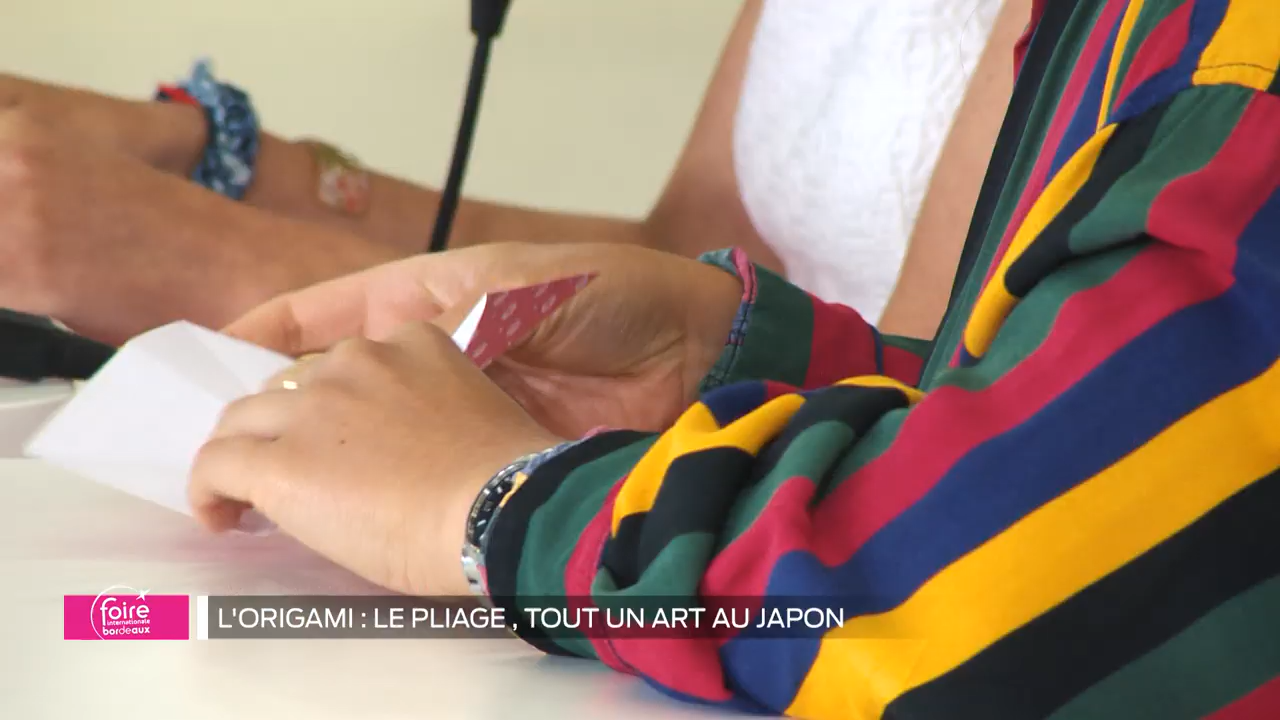 foire
internationale
bordeaux
L'ORIGAMI : LE PLIAGE , TOUT UN ART AU JAPON